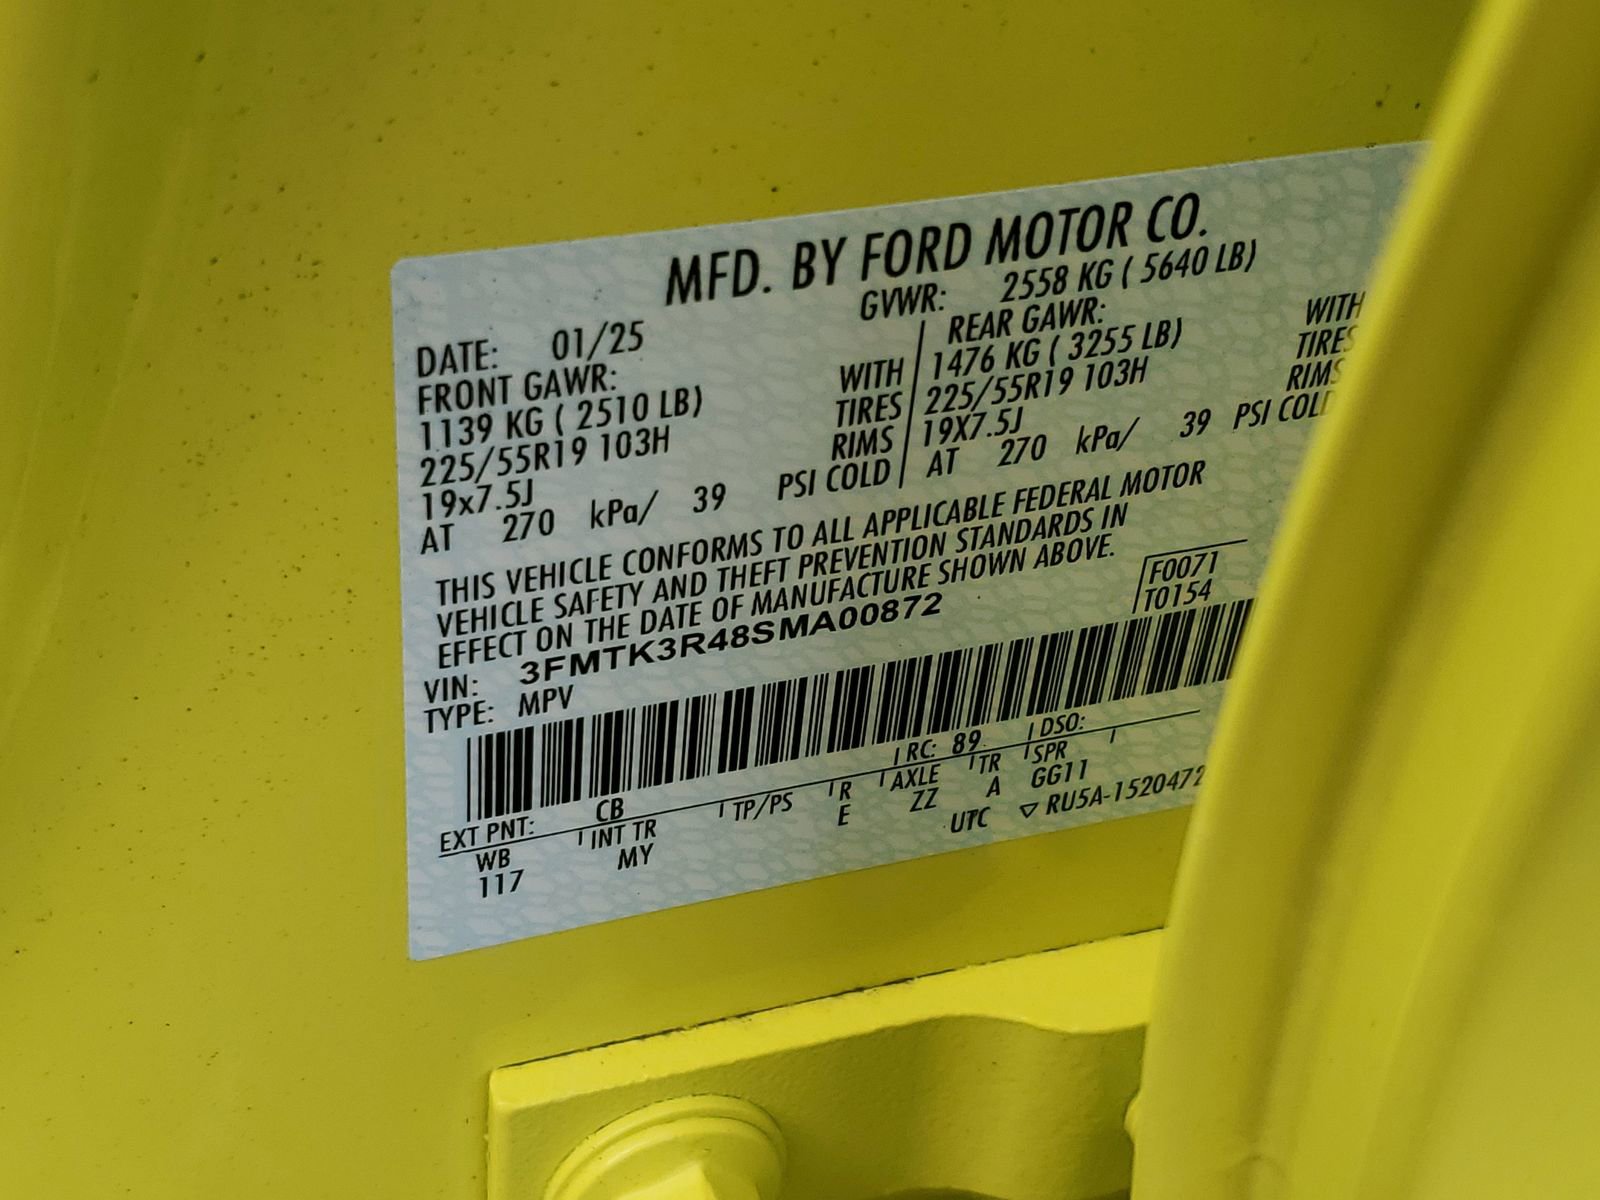 MFD. BY FORD MOTOR CO.
DATE: 01/25 GVWR: 2558 KG ( 5640 LB)
FRONT GAWR: REAR GAWR:
1139 KG ( 2510 LB) WITH 1476 KG ( 3255 LB) WITH
225/55R19 103H TIRES 225/55R19 103H TIRES
19x7.5J RIMS 19X7.5J RIMS
AT 270 kPa/ 39 PSI COLD AT 270 kPa/ 39 PSI COLD
THIS VEHICLE CONFORMS TO ALL APPLICABLE FEDERAL MOTOR
VEHICLE SAFETY AND THEFT PREVENTION STANDARDS IN
EFFECT ON THE DATE OF MANUFACTURE SHOWN ABOVE.
F0071
T0154
VIN: 3FMTK3R48SMA00872
TYPE: MPV
EXT PNT: CB RC: 89 DSO:
WB INT TR TP/PS R AXLE TR SPR
117 MY E ZZ A GG11
UTC ▽ RU5A-1520472